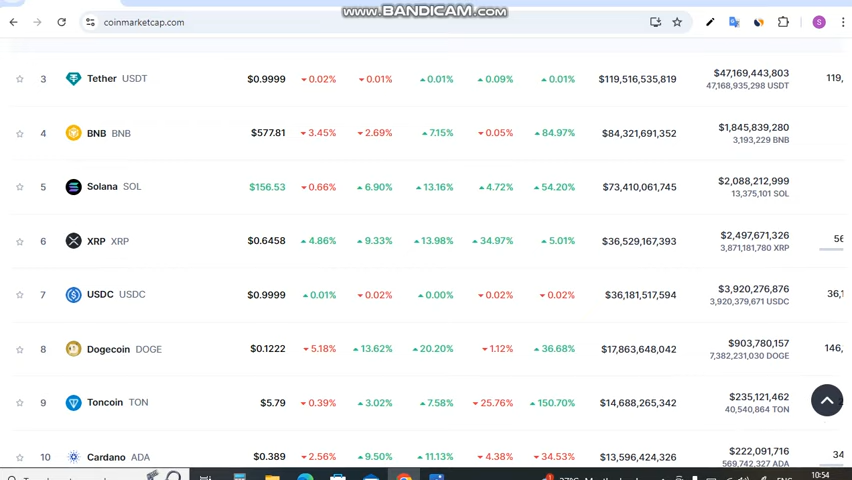 www.BANDICAM.com
coinmarketcap.com
S
3 Tether USDT $0.9999 0.02% 0.01% 0.01% 0.09% 0.01% $119,516,535,819 $47,169,443,803 119,
47,168,935,298 USDT
4 BNB BNB $577.81 3.45% 2.69% 7.15% 0.05% 84.97% $84,321,691,352 $1,845,839,280
3,193,229 BNB
5 Solana SOL $156.53 0.66% 6.90% 13.16% 4.72% 54.20% $73,410,061,745 $2,088,212,999
13,375,101 SOL
6 XRP XRP $0.6458 4.86% 9.33% 13.98% 34.97% 5.01% $36,529,167,393 $2,497,671,326 56
3,871,181,780 XRP
7 USDC USDC $0.9999 0.01% 0.02% 0.00% 0.02% 0.02% $36,181,517,594 $3,920,276,876 36,1
3,920,379,671 USDC
8 Dogecoin DOGE $0.1222 5.18% 13.62% 20.20% 1.12% 36.68% $17,863,648,042 $903,780,157 146,
7,382,231,030 DOGE
9 Toncoin TON $5.79 0.39% 3.02% 7.58% 25.76% 150.70% $14,688,265,342 $235,121,462
40,540,864 TON
10 Cardano ADA $0.389 2.56% 9.50% 11.13% 4.38% 34.53% $13,596,424,326 $222,091,716 34
569,742,327 ADA
10:54